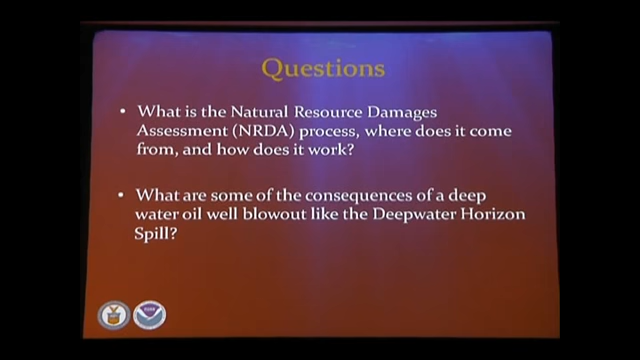 Questions
• What is the Natural Resource Damages
Assessment (NRDA) process, where does it come
from, and how does it work?
• What are some of the consequences of a deep
water oil well blowout like the Deepwater Horizon
Spill?